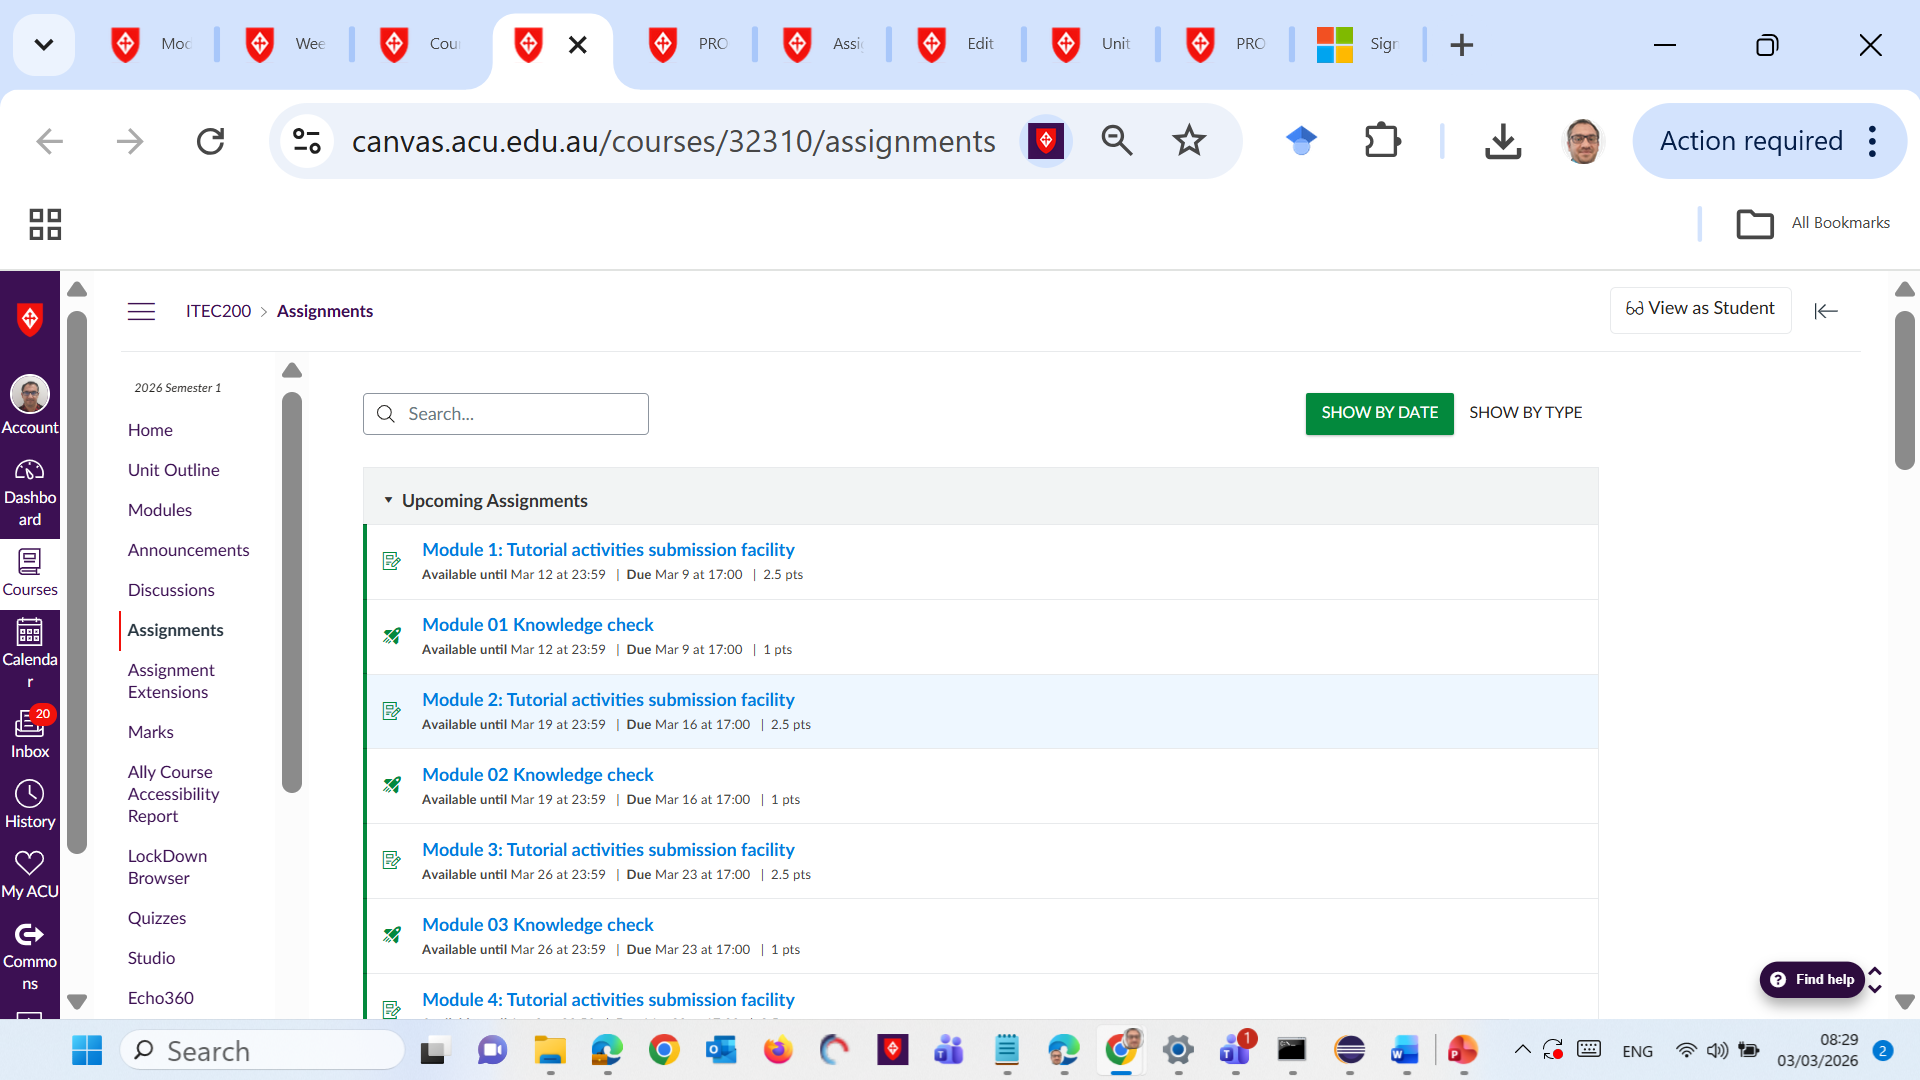 Mod
Wee
Cou
PRO
Assi
Edit
Unit
PRO
Sigr
canvas.acu.edu.au/courses/32310/assignments
Action required
All Bookmarks
ITEC200 > Assignments
View as Student
2026 Semester 1
Account
Dashbo
ard
Courses
Calenda
r
20
Inbox
History
My ACU
Commo
ns
Home
Unit Outline
Modules
Announcements
Discussions
Assignments
Assignment
Extensions
Marks
Ally Course
Accessibility
Report
LockDown
Browser
Quizzes
Studio
Echo360
Search...
SHOW BY DATE
SHOW BY TYPE
Upcoming Assignments
Module 1: Tutorial activities submission facility
Available until Mar 12 at 23:59 | Due Mar 9 at 17:00 | 2.5 pts
Module 01 Knowledge check
Available until Mar 12 at 23:59 | Due Mar 9 at 17:00 | 1 pts
Module 2: Tutorial activities submission facility
Available until Mar 19 at 23:59 | Due Mar 16 at 17:00 | 2.5 pts
Module 02 Knowledge check
Available until Mar 19 at 23:59 | Due Mar 16 at 17:00 | 1 pts
Module 3: Tutorial activities submission facility
Available until Mar 26 at 23:59 | Due Mar 23 at 17:00 | 2.5 pts
Module 03 Knowledge check
Available until Mar 26 at 23:59 | Due Mar 23 at 17:00 | 1 pts
Module 4: Tutorial activities submission facility
Find help
Search
1
ENG
08:29
03/03/2026
2